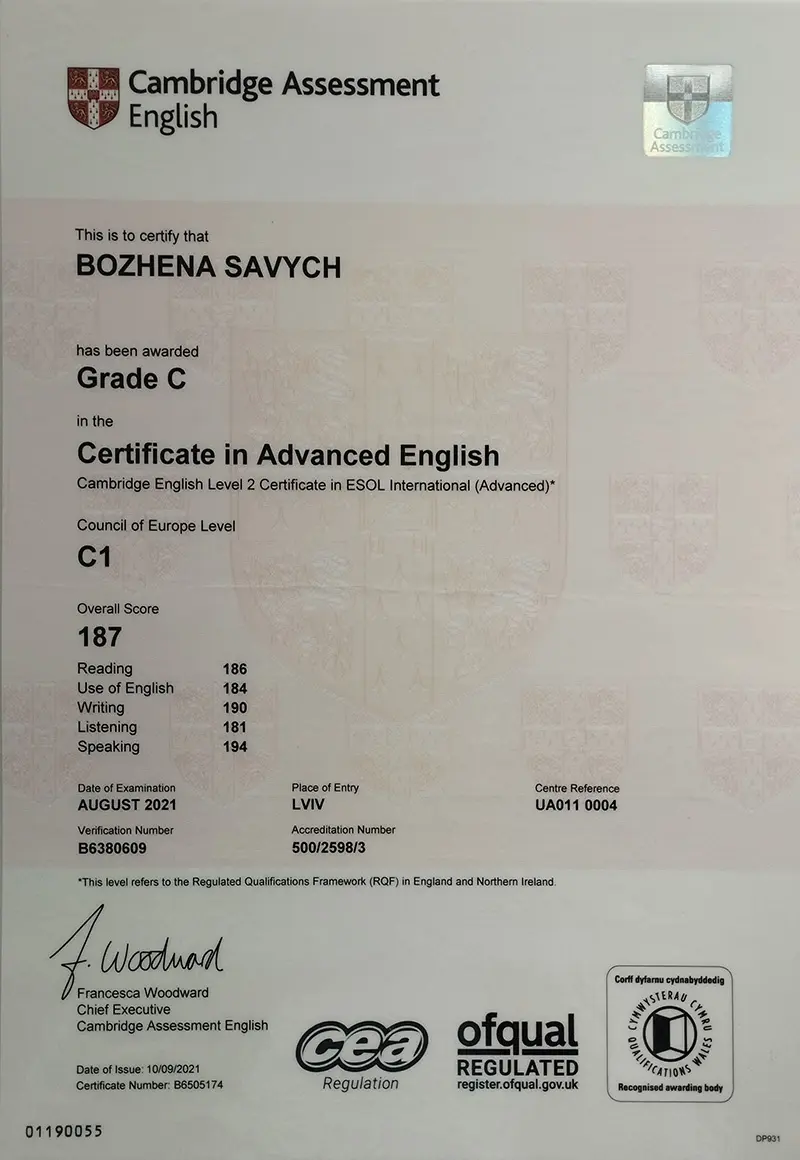 Cambridge Assessment
English
Cambridge
Assessment
This is to certify that
BOZHENA SAVYCH
has been awarded
Grade C
in the
Certificate in Advanced English
Cambridge English Level 2 Certificate in ESOL International (Advanced)*
Council of Europe Level
C1
Overall Score
187
Reading 186
Use of English 184
Writing 190
Listening 181
Speaking 194
Date of Examination Place of Entry Centre Reference
AUGUST 2021 LVIV UA011 0004
Verification Number Accreditation Number
B6380609 500/2598/3
*This level refers to the Regulated Qualifications Framework (RQF) in England and Northern Ireland.
F. Woodward
Francesca Woodward
Chief Executive
Cambridge Assessment English
Date of Issue: 10/09/2021
Certificate Number: B6505174
cea
Regulation
ofqual
REGULATED
register.ofqual.gov.uk
Corff dyfarnu cydnabyddedig
CYMWYSTERAU CYMRU
QUALIFICATIONS WALES
Recognised awarding body
01190055
DP931